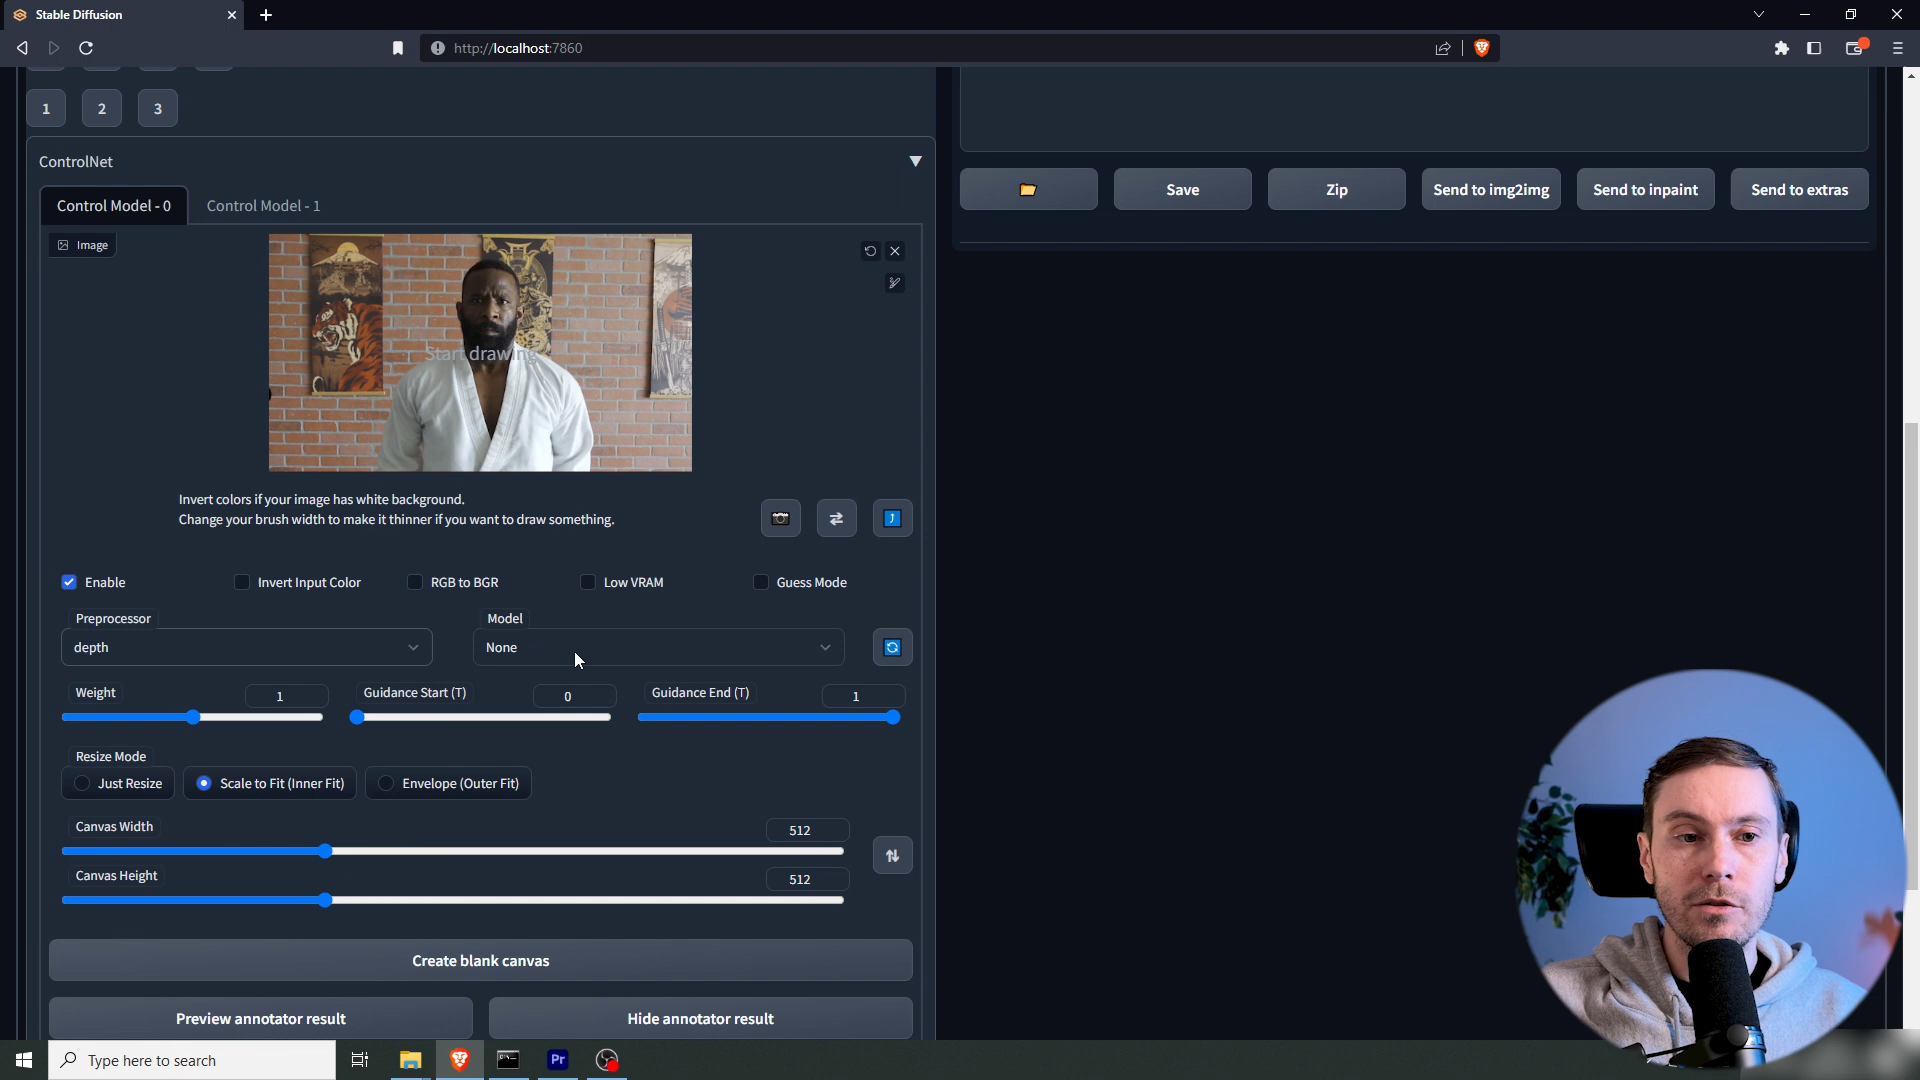 Stable Diffusion
http://localhost:7860
1 2 3
ControlNet
Control Model - 0 Control Model - 1
Image
Start drawing
Invert colors if your image has white background.
Change your brush width to make it thinner if you want to draw something.
Enable Invert Input Color RGB to BGR Low VRAM Guess Mode
Preprocessor Model
depth None
Weight 1 Guidance Start (T) 0 Guidance End (T) 1
Resize Mode
Just Resize Scale to Fit (Inner Fit) Envelope (Outer Fit)
Canvas Width 512
Canvas Height 512
Create blank canvas
Preview annotator result Hide annotator result
Save Zip Send to img2img Send to inpaint Send to extras
Type here to search
Pr